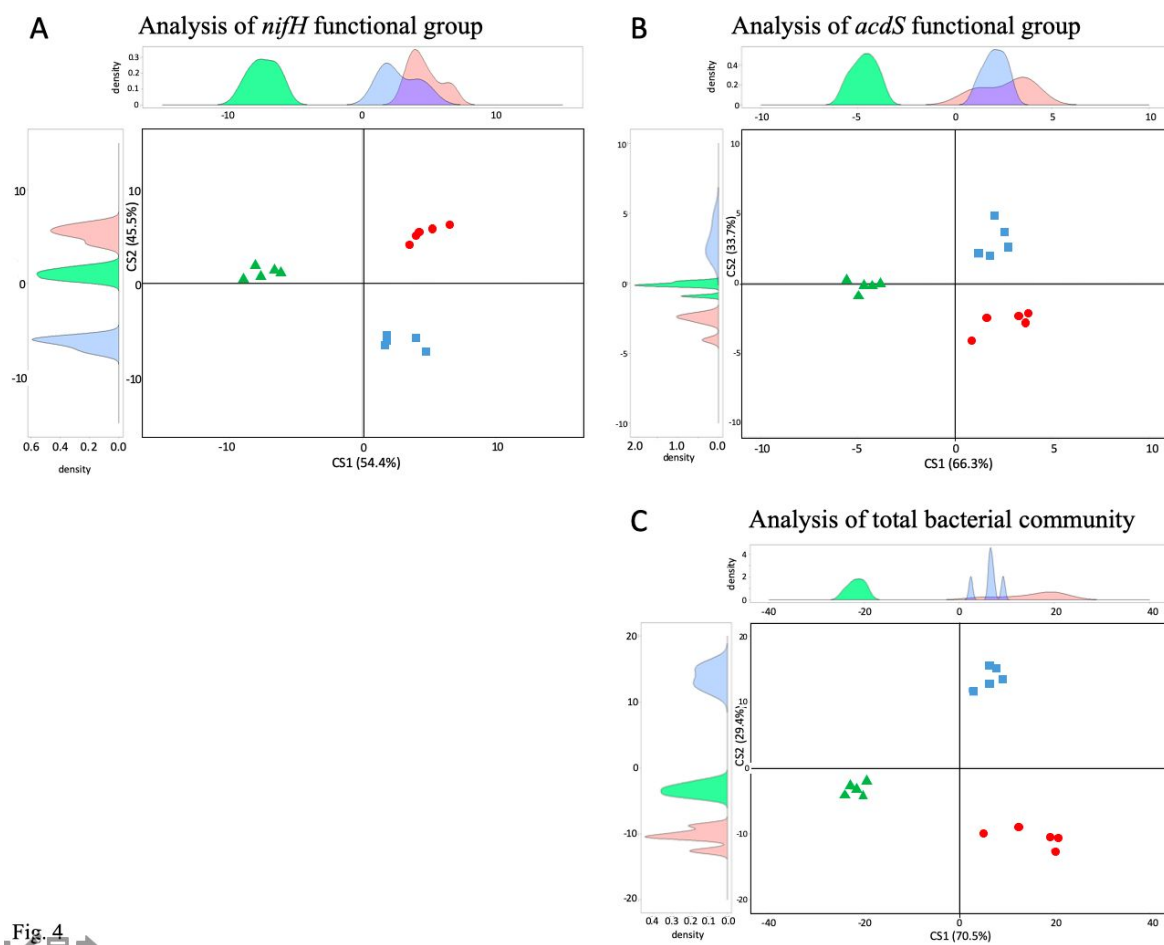 A
Analysis of nifH functional group
density
0.3
0.2
0.1
0
-10
0
10
10
0
-10
0.6 0.4 0.2 0.0
density
CS2 (45.5%)
10
0
-10
-10
0
10
CS1 (54.4%)
B
Analysis of acdS functional group
density
0.4
0.2
0
-10
-5
0
5
10
10
5
0
-5
-10
2.0 1.0 0.0
density
CS2 (33.7%)
10
5
0
-5
-10
-10
-5
0
5
10
CS1 (66.3%)
C
Analysis of total bacterial community
density
4
2
0
-40
-20
0
20
40
20
10
0
-10
-20
0.4 0.3 0.2 0.1 0.0
density
CS2 (29.4%)
20
10
0
-10
-20
-40
-20
0
20
40
CS1 (70.5%)
Fig. 4